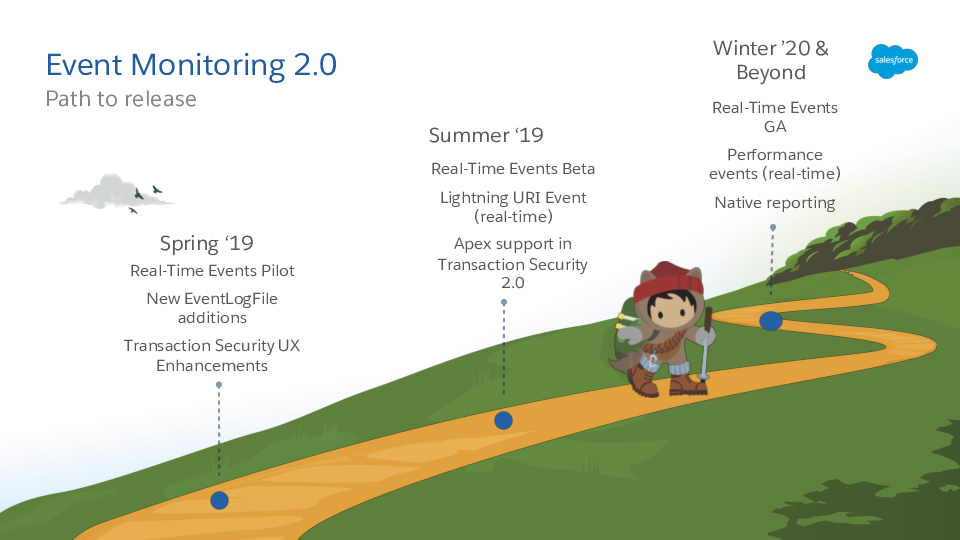 Event Monitoring 2.0
Path to release
Spring ‘19
Real-Time Events Pilot
New EventLogFile
additions
Transaction Security UX
Enhancements
Summer ‘19
Real-Time Events Beta
Lightning URI Event
(real-time)
Apex support in
Transaction Security
2.0
Winter ’20 &
Beyond
Real-Time Events
GA
Performance
events (real-time)
Native reporting
salesforce